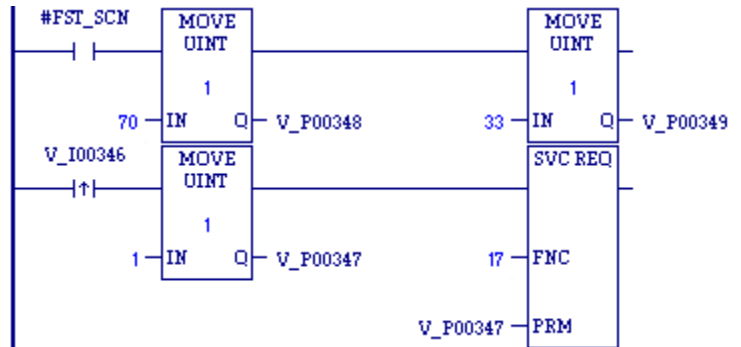 #FST_SCN
MOVE UINT
1
70 IN Q V_P00348
MOVE UINT
1
33 IN Q V_P00349
V_I00346
MOVE UINT
1
1 IN Q V_P00347
SVC REQ
17 FNC
V_P00347 PRM